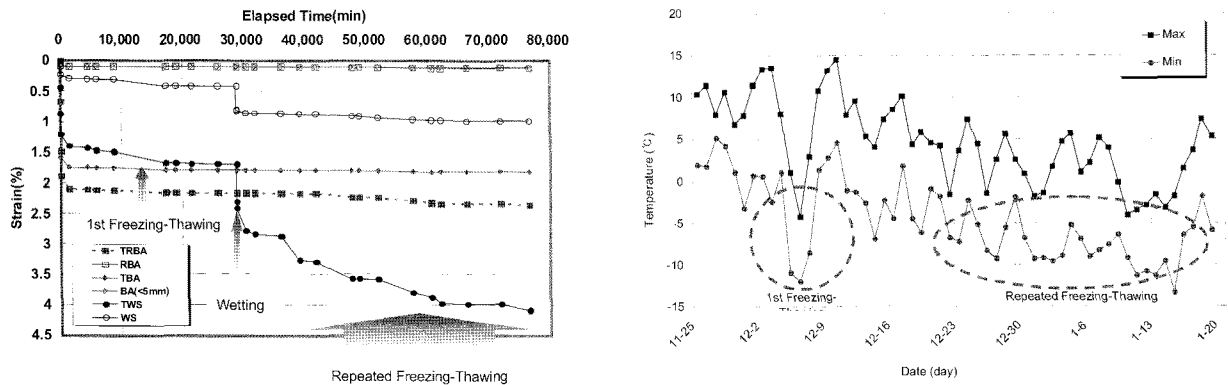 Elapsed Time(min)
0 10,000 20,000 30,000 40,000 50,000 60,000 70,000 80,000
0
0.5
1
1.5
2
2.5
3
3.5
4
4.5
Strain(%)
1st Freezing-Thawing
TRBA
RBA
TBA
BA(<5mm)
TWS
WS
Wetting
Repeated Freezing-Thawing
20
15
10
5
0
-5
-10
-15
Temperature (℃)
Max
Min
1st Freezing-
Repeated Freezing-Thawing
11-25 12-2 12-9 12-16 12-23 12-30 1-6 1-13 1-20
Date (day)